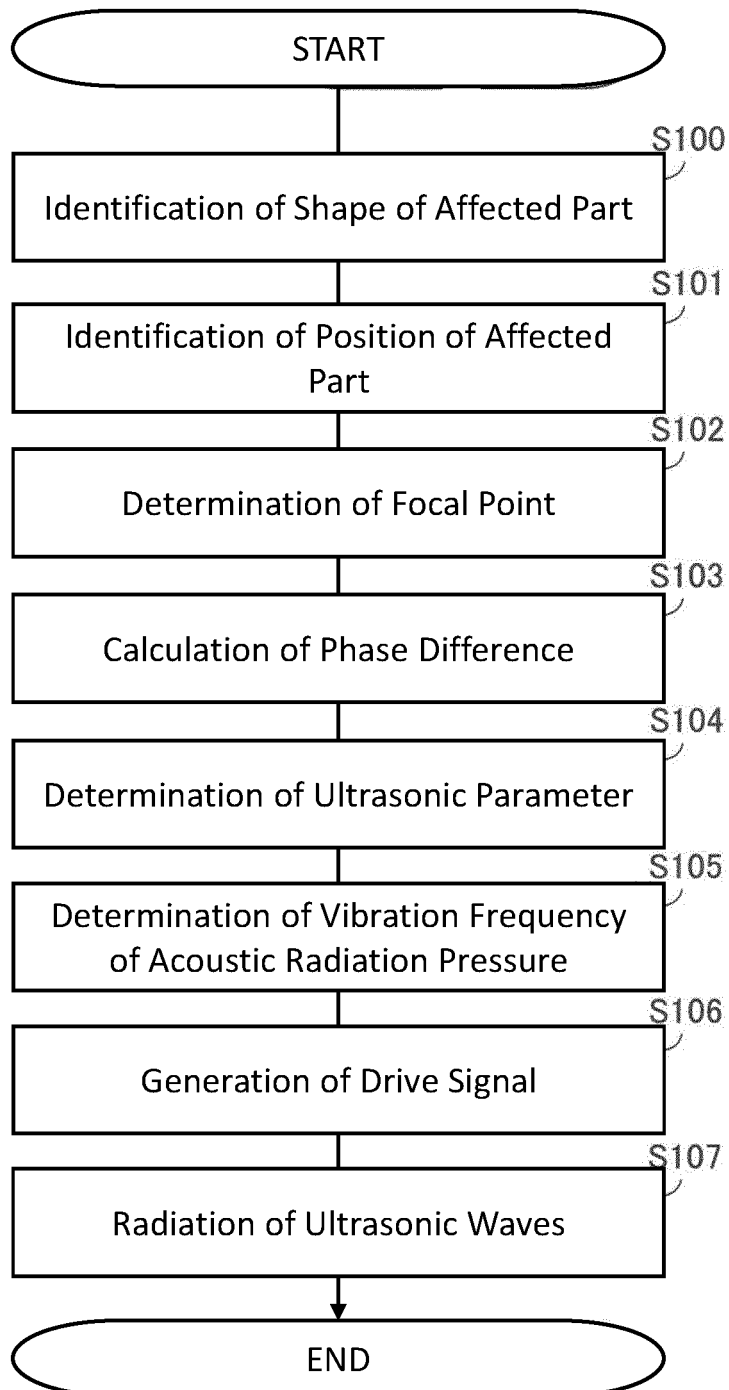 START
S100
Identification of Shape of Affected Part
S101
Identification of Position of Affected
Part
S102
Determination of Focal Point
S103
Calculation of Phase Difference
S104
Determination of Ultrasonic Parameter
S105
Determination of Vibration Frequency
of Acoustic Radiation Pressure
S106
Generation of Drive Signal
S107
Radiation of Ultrasonic Waves
END